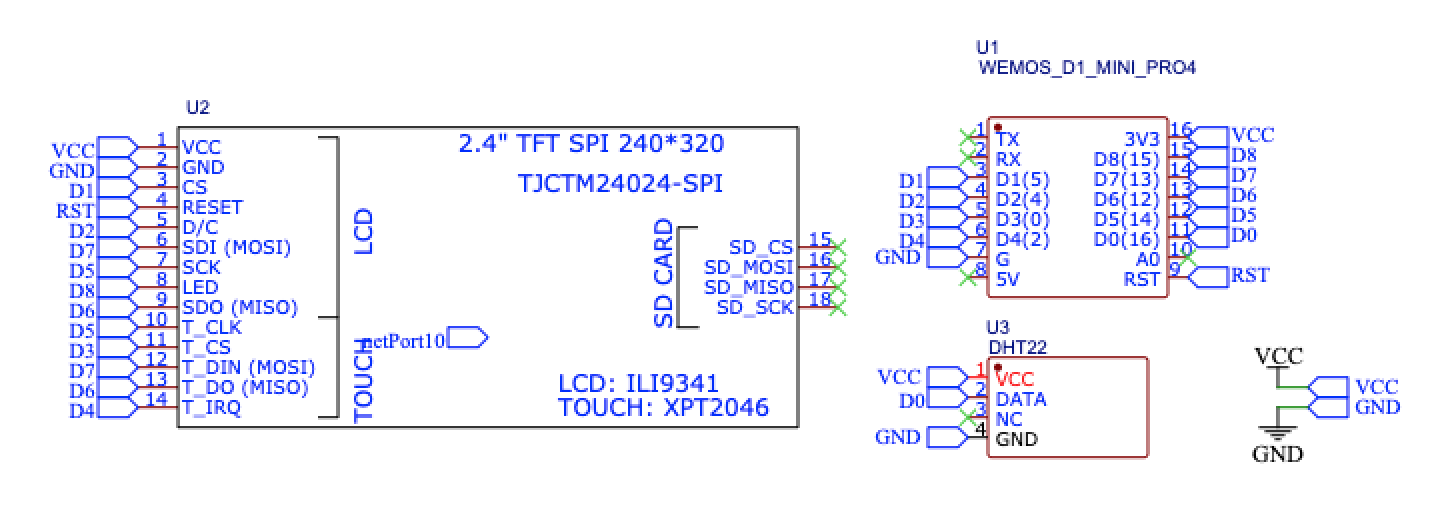 U2
2.4" TFT SPI 240*320
TJCTM24024-SPI
VCC 1 VCC
GND 2 GND
D1 3 CS
RST 4 RESET
D2 5 D/C
D7 6 SDI (MOSI)
D5 7 SCK
D8 8 LED
D6 9 SDO (MISO)
D5 10 T_CLK
D3 11 T_CS
D7 12 T_DIN (MOSI)
D6 13 T_DO (MISO)
D4 14 T_IRQ
LCD
TOUCH
netPort10
SD CARD
SD_CS 15
SD_MOSI 16
SD_MISO 17
SD_SCK 18
LCD: ILI9341
TOUCH: XPT2046
U1
WEMOS_D1_MINI_PRO4
1 TX 3V3 16 VCC
2 RX D8(15) 15 D8
D1 3 D1(5) D7(13) 14 D7
D2 4 D2(4) D6(12) 13 D6
D3 5 D3(0) D5(14) 12 D5
D4 6 D4(2) D0(16) 11 D0
GND 7 G A0 10
8 5V RST 9 RST
U3
DHT22
VCC 1 VCC
D0 2 DATA
3 NC
GND 4 GND
VCC
VCC
GND
GND